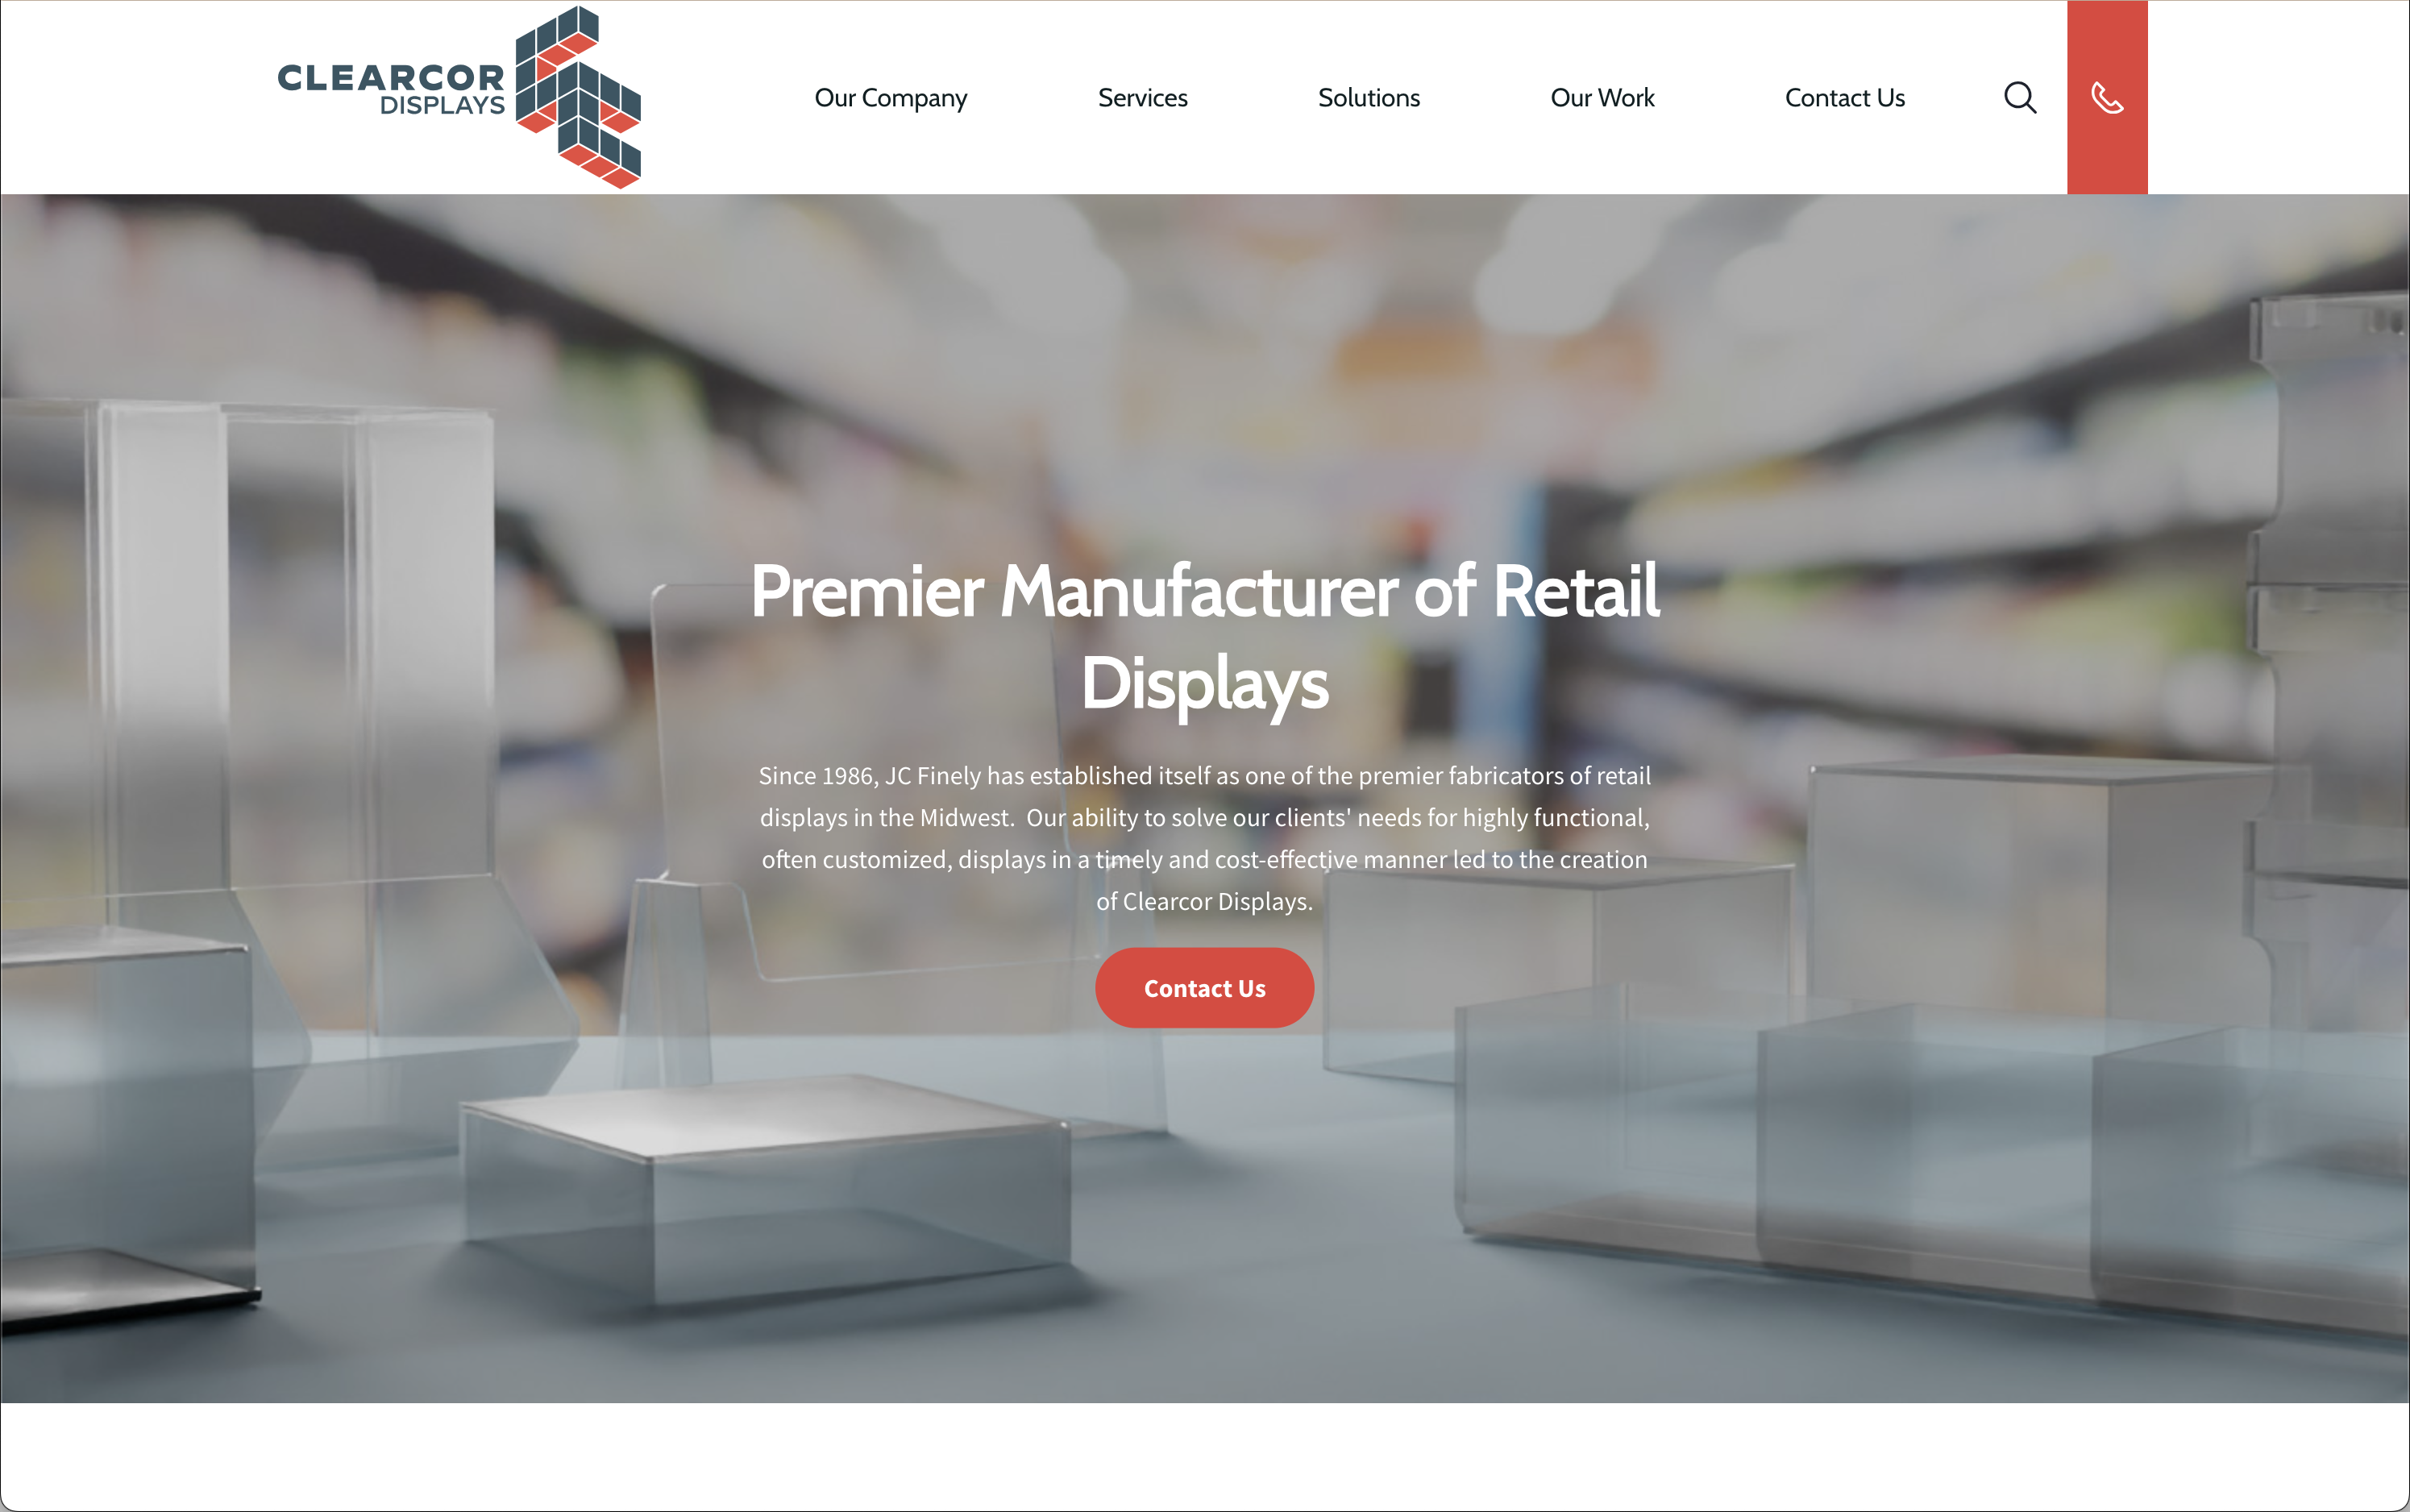 CLEARCOR
DISPLAYS
Our Company
Services
Solutions
Our Work
Contact Us
Premier Manufacturer of Retail
Displays
Since 1986, JC Finely has established itself as one of the premier fabricators of retail
displays in the Midwest.  Our ability to solve our clients' needs for highly functional,
often customized, displays in a timely and cost-effective manner led to the creation
of Clearcor Displays.
Contact Us